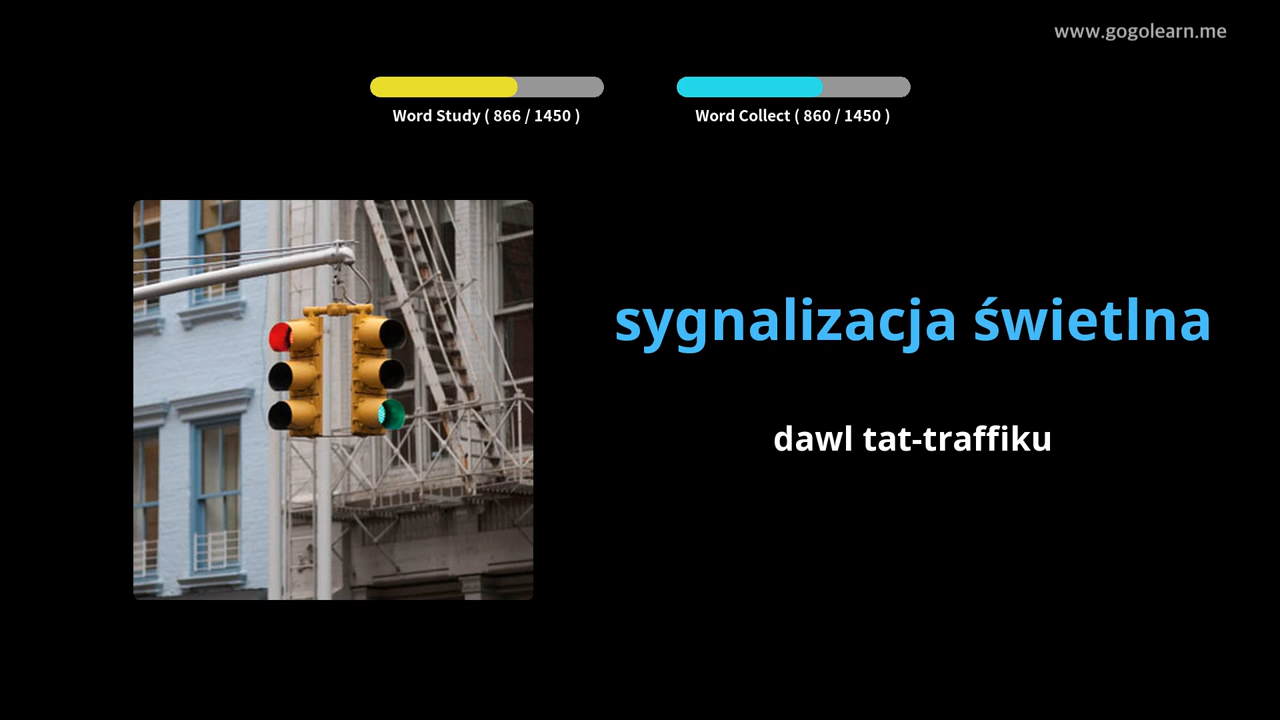 www.gogolearn.me
Word Study ( 866 / 1450 )
Word Collect ( 860 / 1450 )
sygnalizacja świetlna
dawl tat-traffiku